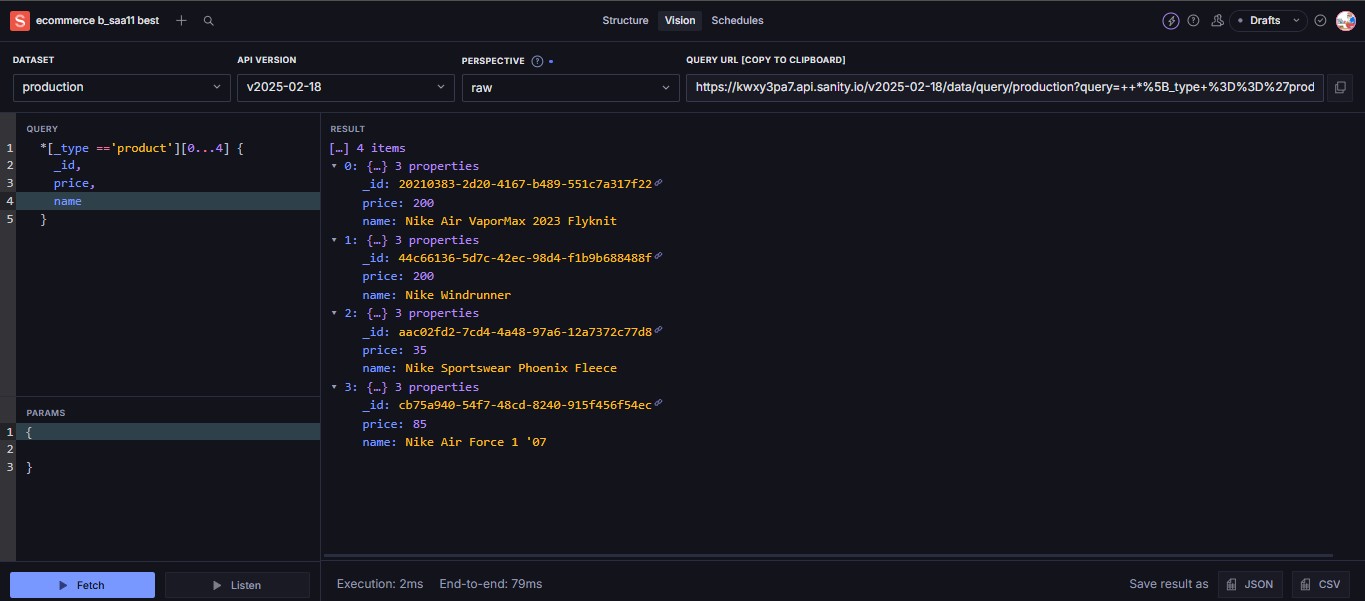 S ecommerce b_saa11 best
Structure Vision Schedules
Drafts
DATASET
production
API VERSION
v2025-02-18
PERSPECTIVE
raw
QUERY URL [COPY TO CLIPBOARD]
https://kwxy3pa7.api.sanity.io/v2025-02-18/data/query/production?query=++*%5B_type+%3D%3D%27prod
QUERY
1 *[_type =='product'][0...4] {
2 _id,
3 price,
4 name
5 }
PARAMS
1 {
2
3 }
Fetch
Listen
RESULT
[…] 4 items
0: {…} 3 properties
_id: 20210383-2d20-4167-b489-551c7a317f22
price: 200
name: Nike Air VaporMax 2023 Flyknit
1: {…} 3 properties
_id: 44c66136-5d7c-42ec-98d4-f1b9b688488f
price: 200
name: Nike Windrunner
2: {…} 3 properties
_id: aac02fd2-7cd4-4a48-97a6-12a7372c77d8
price: 35
name: Nike Sportswear Phoenix Fleece
3: {…} 3 properties
_id: cb75a940-54f7-48cd-8240-915f456f54ec
price: 85
name: Nike Air Force 1 '07
Execution: 2ms End-to-end: 79ms
Save result as JSON CSV